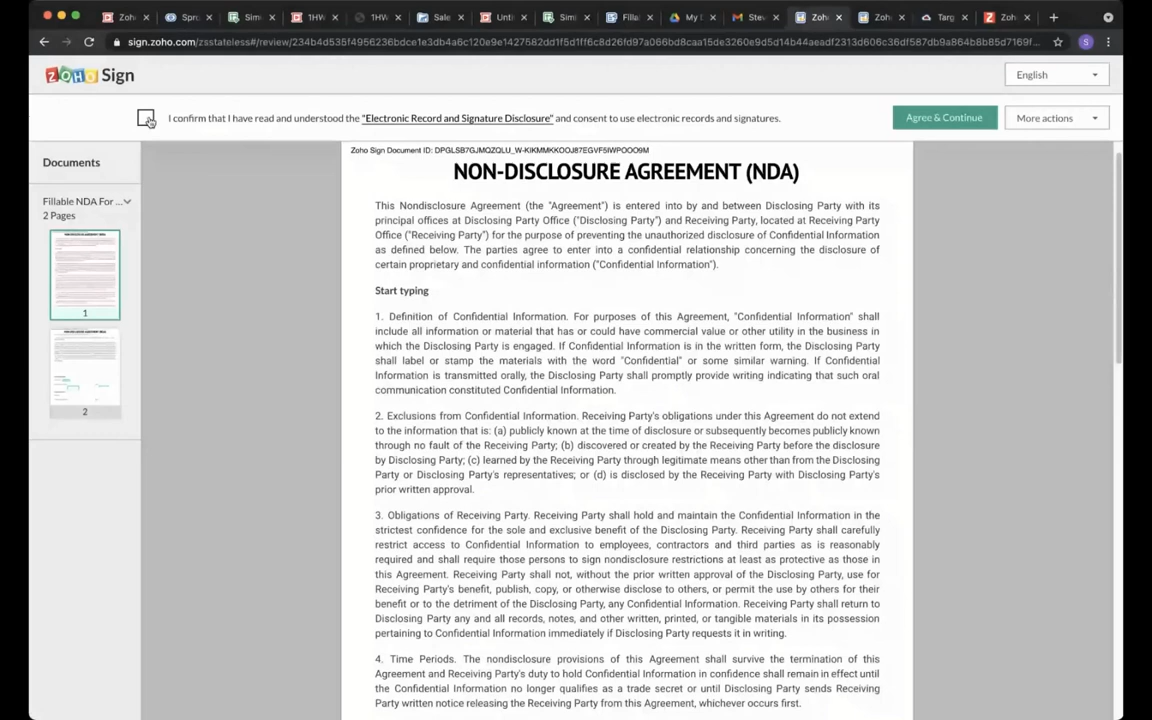 Zoh
Spro
Sim
1HW
1HW
Sale
Unti
Sim
Filla
My D
Stev
Zoh
Zoh
Targ
Zoh
sign.zoho.com/zsstateless#/review/
S
ZOHO Sign
English
I confirm that I have read and understood the "Electronic Record and Signature Disclosure" and consent to use electronic records and signatures.
Agree & Continue
More actions
Documents
Fillable NDA For ...
2 Pages
1
2
Zoho Sign Document ID:
NON-DISCLOSURE AGREEMENT (NDA)
This Nondisclosure Agreement (the "Agreement") is entered into by and between Disclosing Party with its
principal offices at Disclosing Party Office ("Disclosing Party") and Receiving Party, located at Receiving Party
Office ("Receiving Party") for the purpose of preventing the unauthorized disclosure of Confidential Information
as defined below. The parties agree to enter into a confidential relationship concerning the disclosure of
certain proprietary and confidential information ("Confidential Information").
Start typing
1. Definition of Confidential Information. For purposes of this Agreement, "Confidential Information" shall
include all information or material that has or could have commercial value or other utility in the business in
which the Disclosing Party is engaged. If Confidential Information is in the written form, the Disclosing Party
shall label or stamp the materials with the word "Confidential" or some similar warning. If Confidential
Information is transmitted orally, the Disclosing Party shall promptly provide writing indicating that such oral
communication constituted Confidential Information.
2. Exclusions from Confidential Information. Receiving Party's obligations under this Agreement do not extend
to the information that is: (a) publicly known at the time of disclosure or subsequently becomes publicly known
through no fault of the Receiving Party; (b) discovered or created by the Receiving Party before the disclosure
by Disclosing Party; (c) learned by the Receiving Party through legitimate means other than from the Disclosing
Party or Disclosing Party's representatives; or (d) is disclosed by the Receiving Party with Disclosing Party's
prior written approval.
3. Obligations of Receiving Party. Receiving Party shall hold and maintain the Confidential Information in the
strictest confidence for the sole and exclusive benefit of the Disclosing Party. Receiving Party shall carefully
restrict access to Confidential Information to employees, contractors and third parties as is reasonably
required and shall require those persons to sign nondisclosure restrictions at least as protective as those in
this Agreement. Receiving Party shall not, without the prior written approval of the Disclosing Party, use for
Receiving Party's benefit, publish, copy, or otherwise disclose to others, or permit the use by others for their
benefit or to the detriment of the Disclosing Party, any Confidential Information. Receiving Party shall return to
Disclosing Party any and all records, notes, and other written, printed, or tangible materials in its possession
pertaining to Confidential Information immediately if Disclosing Party requests it in writing.
4. Time Periods. The nondisclosure provisions of this Agreement shall survive the termination of this
Agreement and Receiving Party's duty to hold Confidential Information in confidence shall remain in effect until
the Confidential Information no longer qualifies as a trade secret or until Disclosing Party sends Receiving
Party written notice releasing the Receiving Party from this Agreement, whichever occurs first.